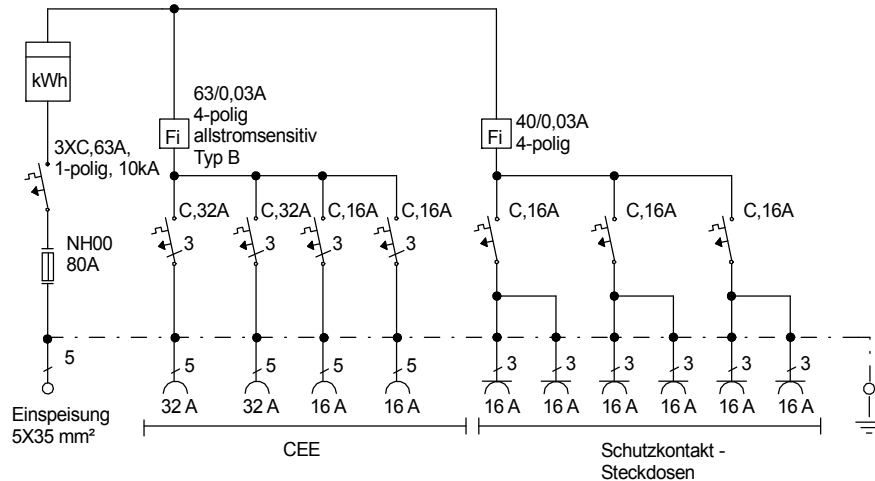 kWh
63/0,03A
4-polig
allstromsensitiv
Typ B
Fi
40/0,03A
4-polig
Fi
3XC,63A,
1-polig, 10kA
C,32A
C,32A
C,16A
C,16A
C,16A
C,16A
C,16A
3
3
3
3
NH00
80A
5
5
5
5
5
3
3
3
3
3
3
32 A
32 A
16 A
16 A
16 A
16 A
16 A
16 A
16 A
16 A
Einspeisung
5X35 mm²
CEE
Schutzkontakt -
Steckdosen